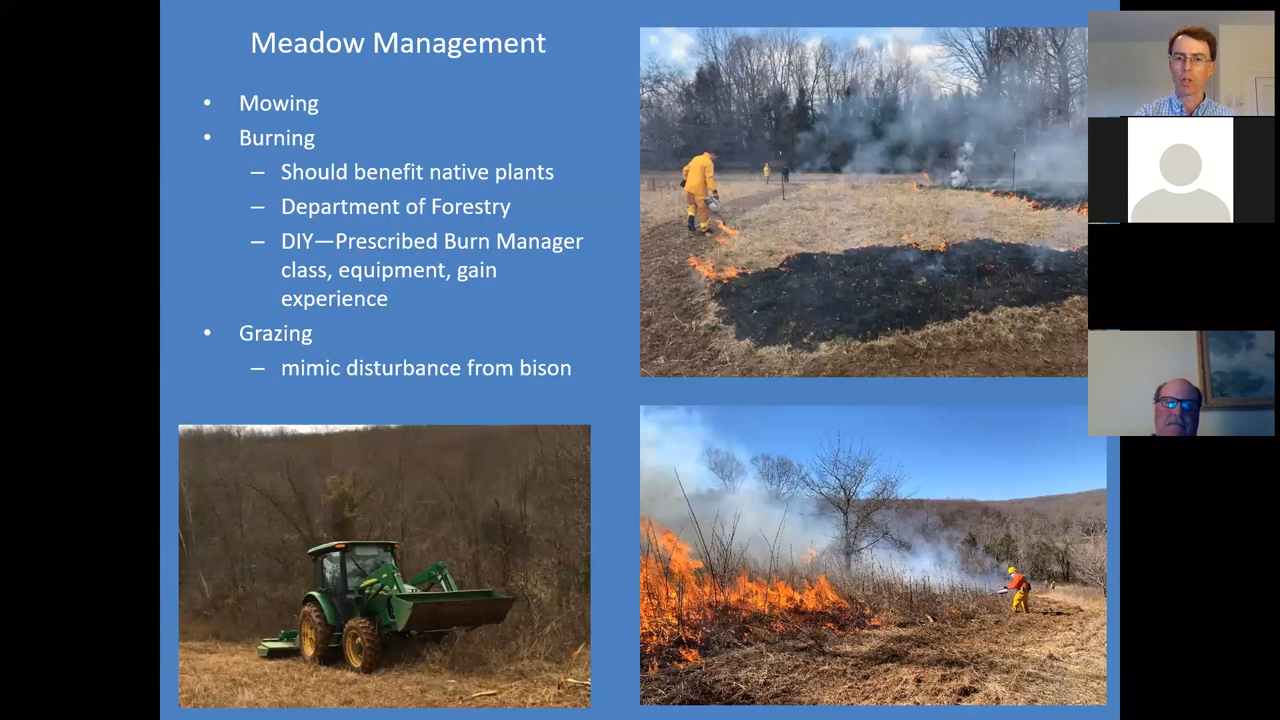 Meadow Management
• Mowing
• Burning
– Should benefit native plants
– Department of Forestry
– DIY—Prescribed Burn Manager
class, equipment, gain
experience
• Grazing
– mimic disturbance from bison